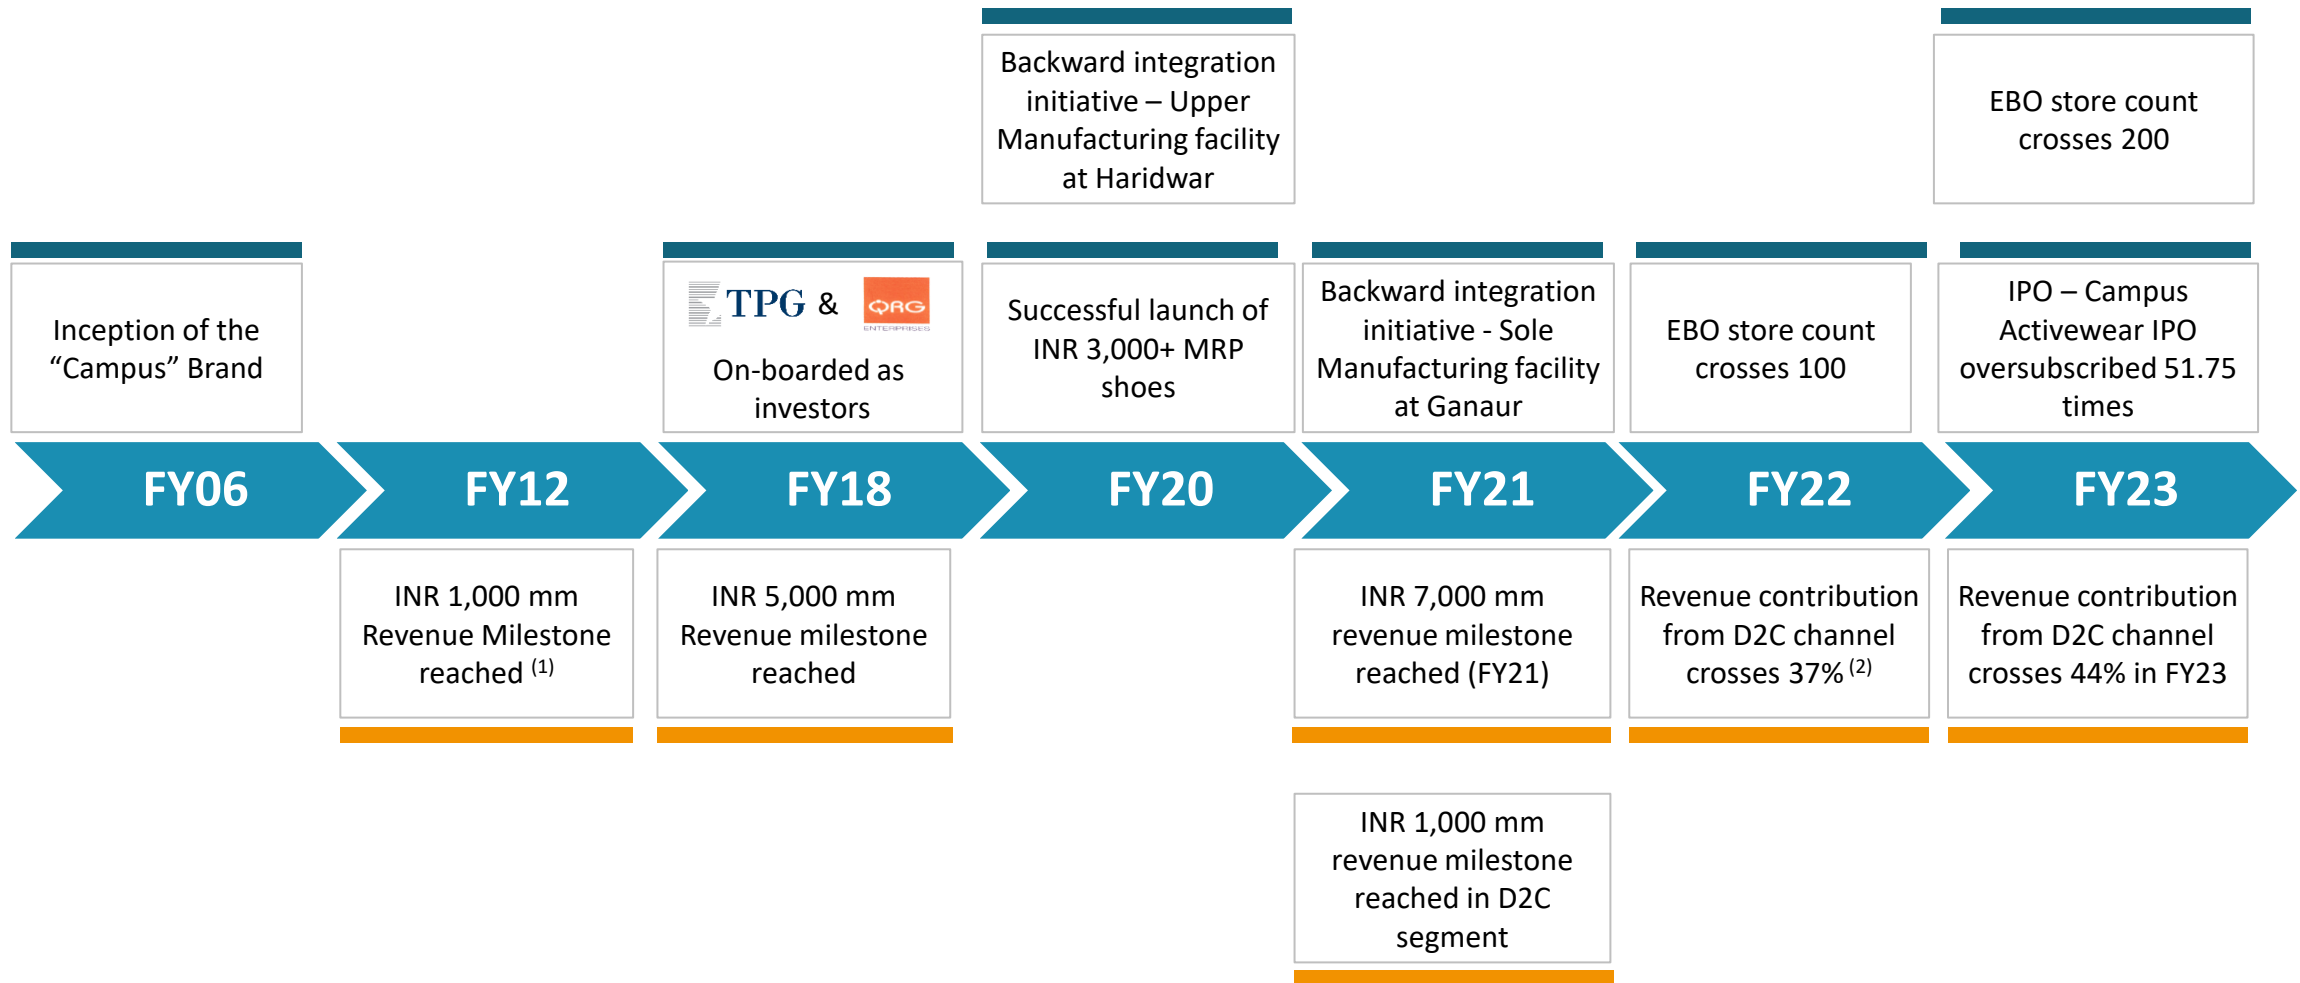 Backward integration
initiative – Upper
Manufacturing facility
at Haridwar
EBO store count
crosses 200
Inception of the
“Campus” Brand
TPG & QRG
ENTERPRISES
On-boarded as
investors
Successful launch of
INR 3,000+ MRP
shoes
Backward integration
initiative - Sole
Manufacturing facility
at Ganaur
EBO store count
crosses 100
IPO – Campus
Activewear IPO
oversubscribed 51.75
times
FY06
FY12
FY18
FY20
FY21
FY22
FY23
INR 1,000 mm
Revenue Milestone
reached (1)
INR 5,000 mm
Revenue milestone
reached
INR 7,000 mm
revenue milestone
reached (FY21)
Revenue contribution
from D2C channel
crosses 37% (2)
Revenue contribution
from D2C channel
crosses 44% in FY23
INR 1,000 mm
revenue milestone
reached in D2C
segment